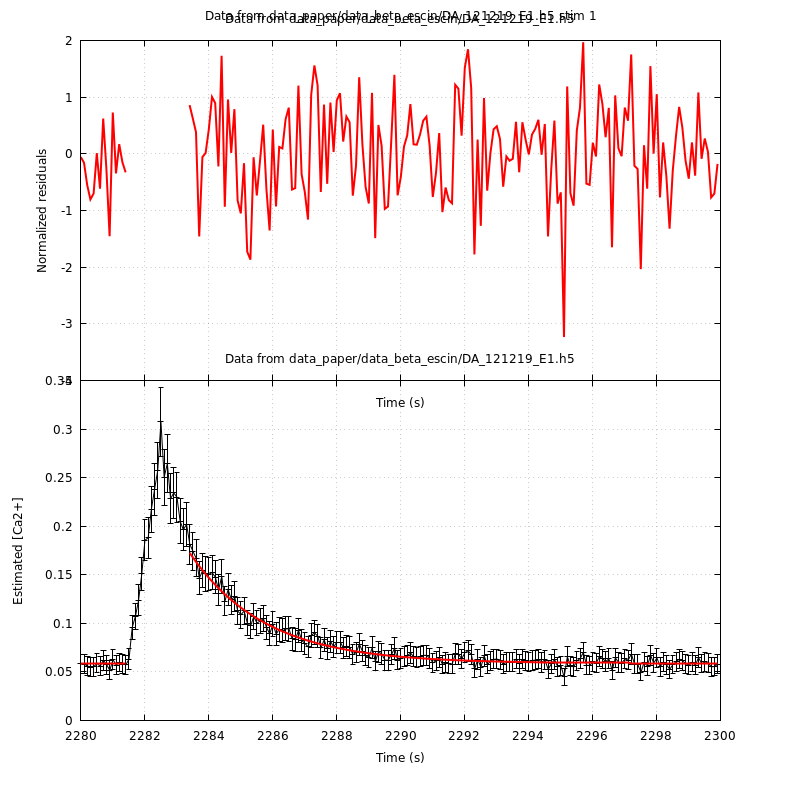 Data from data_paper/data_beta_escin/DA_121219_E1.h5 stim 1
Data from data_paper/data_beta_escin/DA_121219_E1.h5
2
1
0
-1
-2
-3
Normalized residuals
Data from data_paper/data_beta_escin/DA_121219_E1.h5
Time (s)
0.35
0.3
0.25
0.2
0.15
0.1
0.05
0
Estimated [Ca2+]
2280 2282 2284 2286 2288 2290 2292 2294 2296 2298 2300
Time (s)